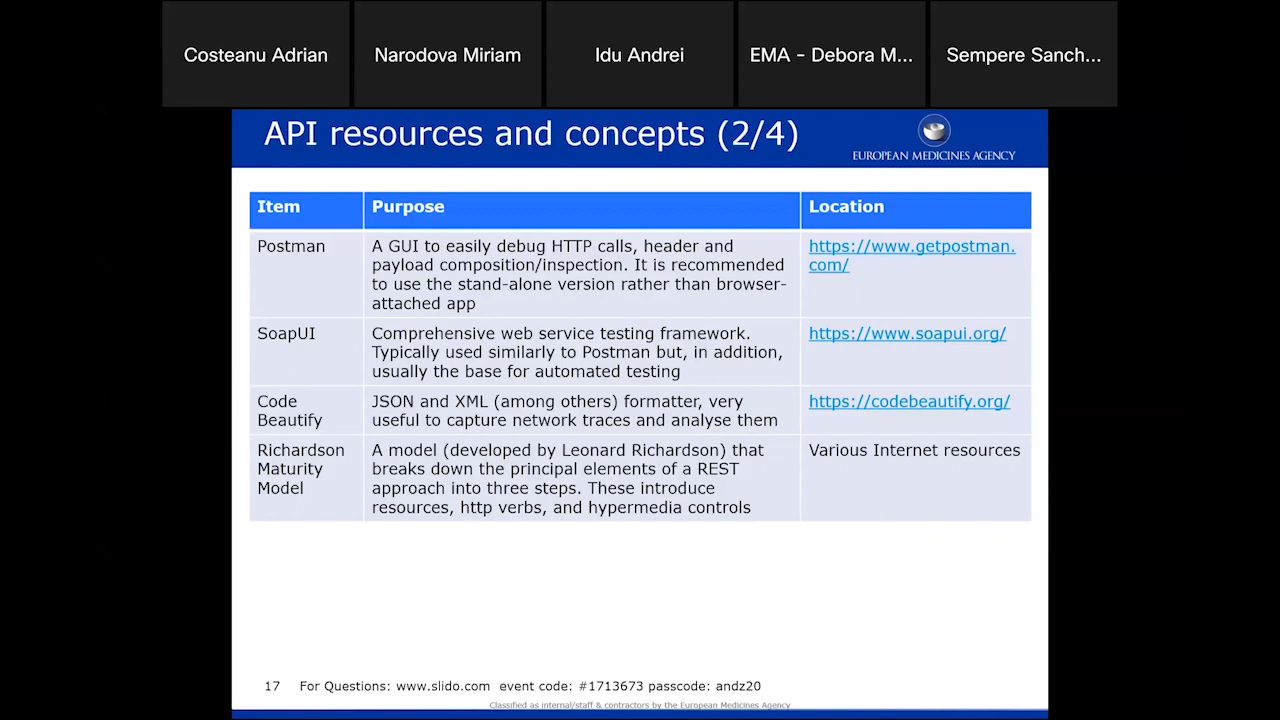 Costeanu Adrian
Narodova Miriam
Idu Andrei
EMA - Debora M...
Sempere Sanch...
API resources and concepts (2/4)
EUROPEAN MEDICINES AGENCY
Item
Purpose
Location
Postman
A GUI to easily debug HTTP calls, header and
payload composition/inspection. It is recommended
to use the stand-alone version rather than browser-
attached app
https://www.getpostman.
com/
SoapUI
Comprehensive web service testing framework.
Typically used similarly to Postman but, in addition,
usually the base for automated testing
https://www.soapui.org/
Code
Beautify
JSON and XML (among others) formatter, very
useful to capture network traces and analyse them
https://codebeautify.org/
Richardson
Maturity
Model
A model (developed by Leonard Richardson) that
breaks down the principal elements of a REST
approach into three steps. These introduce
resources, http verbs, and hypermedia controls
Various Internet resources
17 For Questions: www.slido.com event code: #1713673 passcode: andz20
Classified as internal/staff & contractors by the European Medicines Agency